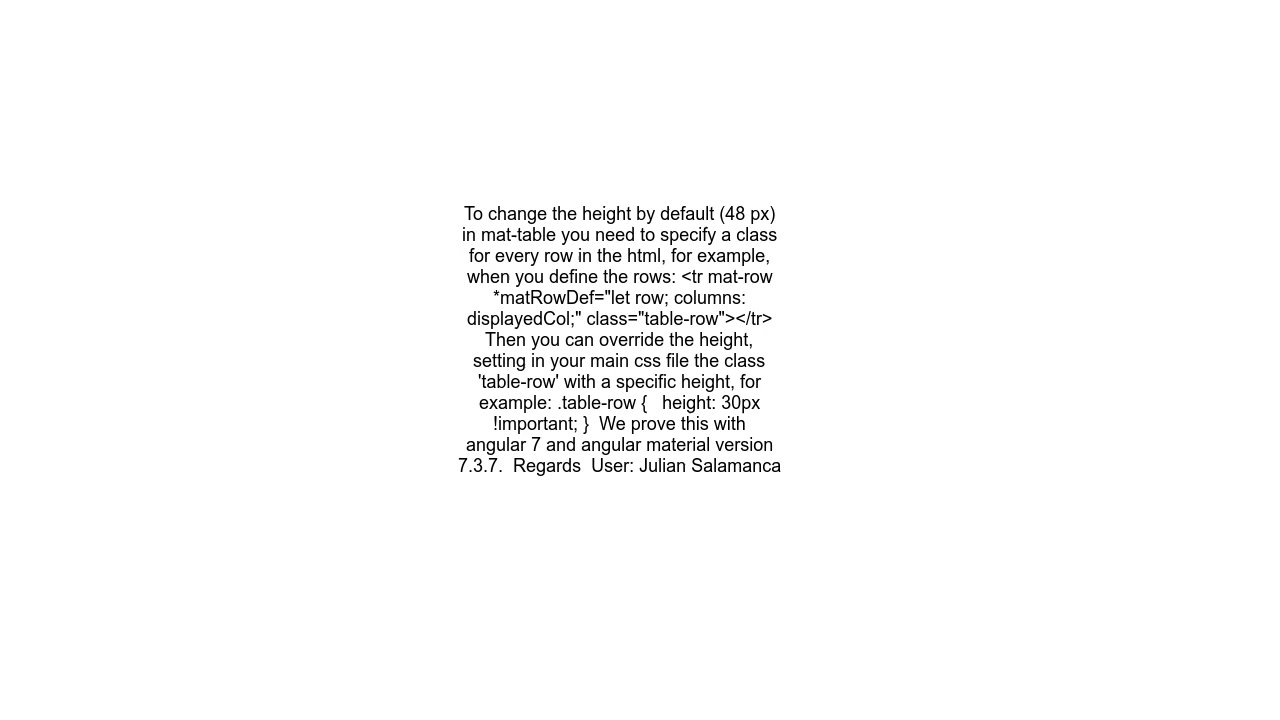 To change the height by default (48 px)
in mat-table you need to specify a class
for every row in the html, for example,
when you define the rows: <tr mat-row
*matRowDef="let row; columns:
displayedCol;" class="table-row"></tr>
Then you can override the height,
setting in your main css file the class
'table-row' with a specific height, for
example: .table-row {   height: 30px
!important; }  We prove this with
angular 7 and angular material version
7.3.7.  Regards  User: Julian Salamanca